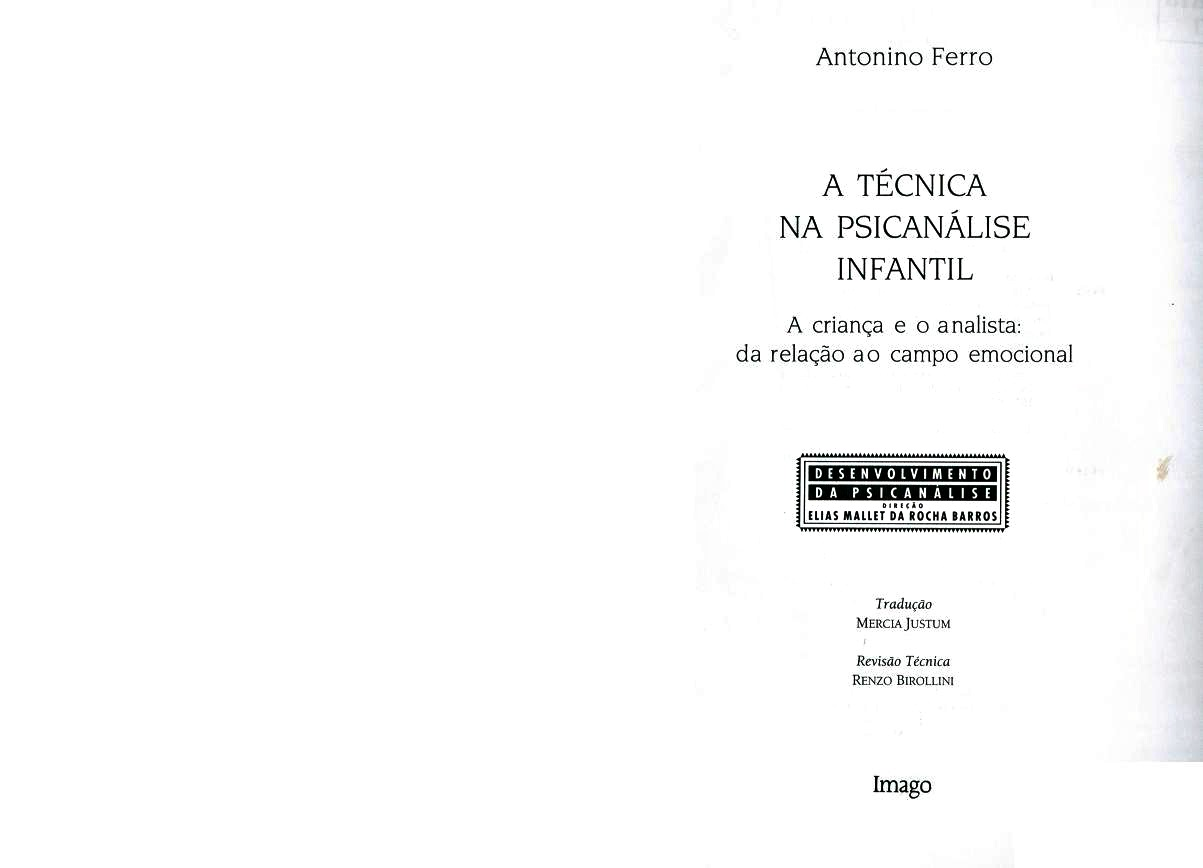 Antonino Ferro
A TÉCNICA
NA PSICANÁLISE
INFANTIL
A criança e o analista:
da relação ao campo emocional
DESENVOLVIMENTO
DA PSICANÁLISE
DIREÇÃO
ELIAS MALLET DA ROCHA BARROS
Tradução
MERCIA JUSTUM
Revisão Técnica
RENZO BIROLLINI
Imago